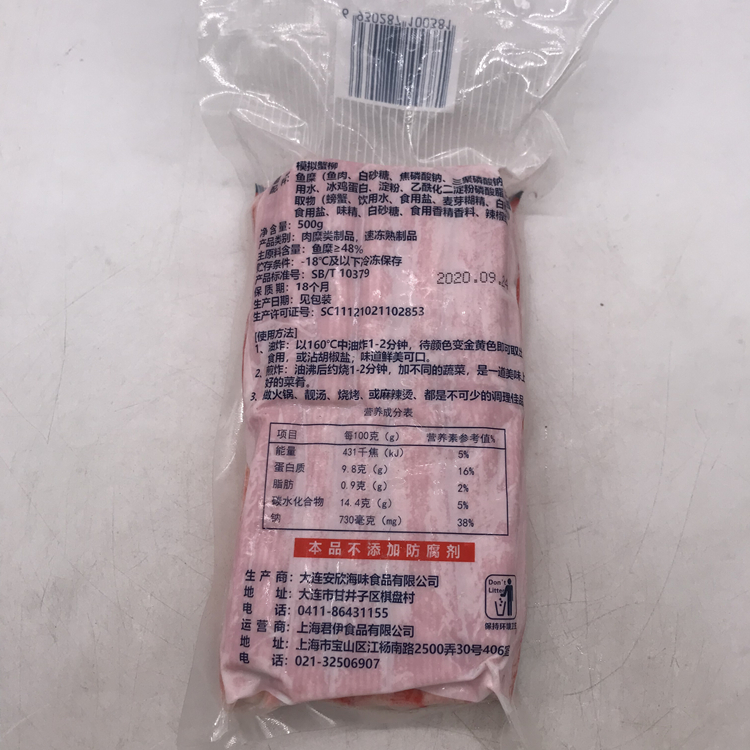 6 930287 100381
模拟蟹柳
鱼糜（鱼肉、白砂糖、焦磷酸钠、三聚磷酸钠
用水、冰鸡蛋白、淀粉、乙酰化二淀粉磷酸酯
取物（螃蟹、饮用水、食用盐、麦芽糊精、白
食用盐、味精、白砂糖、食用香精香料、辣椒
净含量：500g
产品类别：肉糜类制品，速冻熟制品
主原料含量：鱼糜≥48%
贮存条件：-18℃及以下冷冻保存
产品标准号：SB/T 10379
2020.09.
保质期：18个月
生产日期：见包装
生产许可证号：SC11121021102853
[使用方法]
1、油炸：以160℃中油炸1-2分钟，待颜色变金黄色即可取出
食用，或沾胡椒盐，味道鲜美可口。
2、煎炸：油沸后约烧1-2分钟，加不同的蔬菜，是一道美味上
好的菜肴。
3、做火锅、靓汤、烧烤、或麻辣烫、都是不可少的调理佳品
营养成分表
项目 每100克（g） 营养素参考值%
能量 431千焦（kJ） 5%
蛋白质 9.8克（g） 16%
脂肪 0.9克（g） 2%
碳水化合物 14.4克（g） 5%
钠 730毫克（mg） 38%
本品不添加防腐剂
生产商：大连安欣海味食品有限公司
地址：大连市甘井子区棋盘村
电话：0411-86431155
运营商：上海君伊食品有限公司
地址：上海市宝山区江杨南路2500弄30号406室
电话：021-32506907
Don't
Litter
保持环境